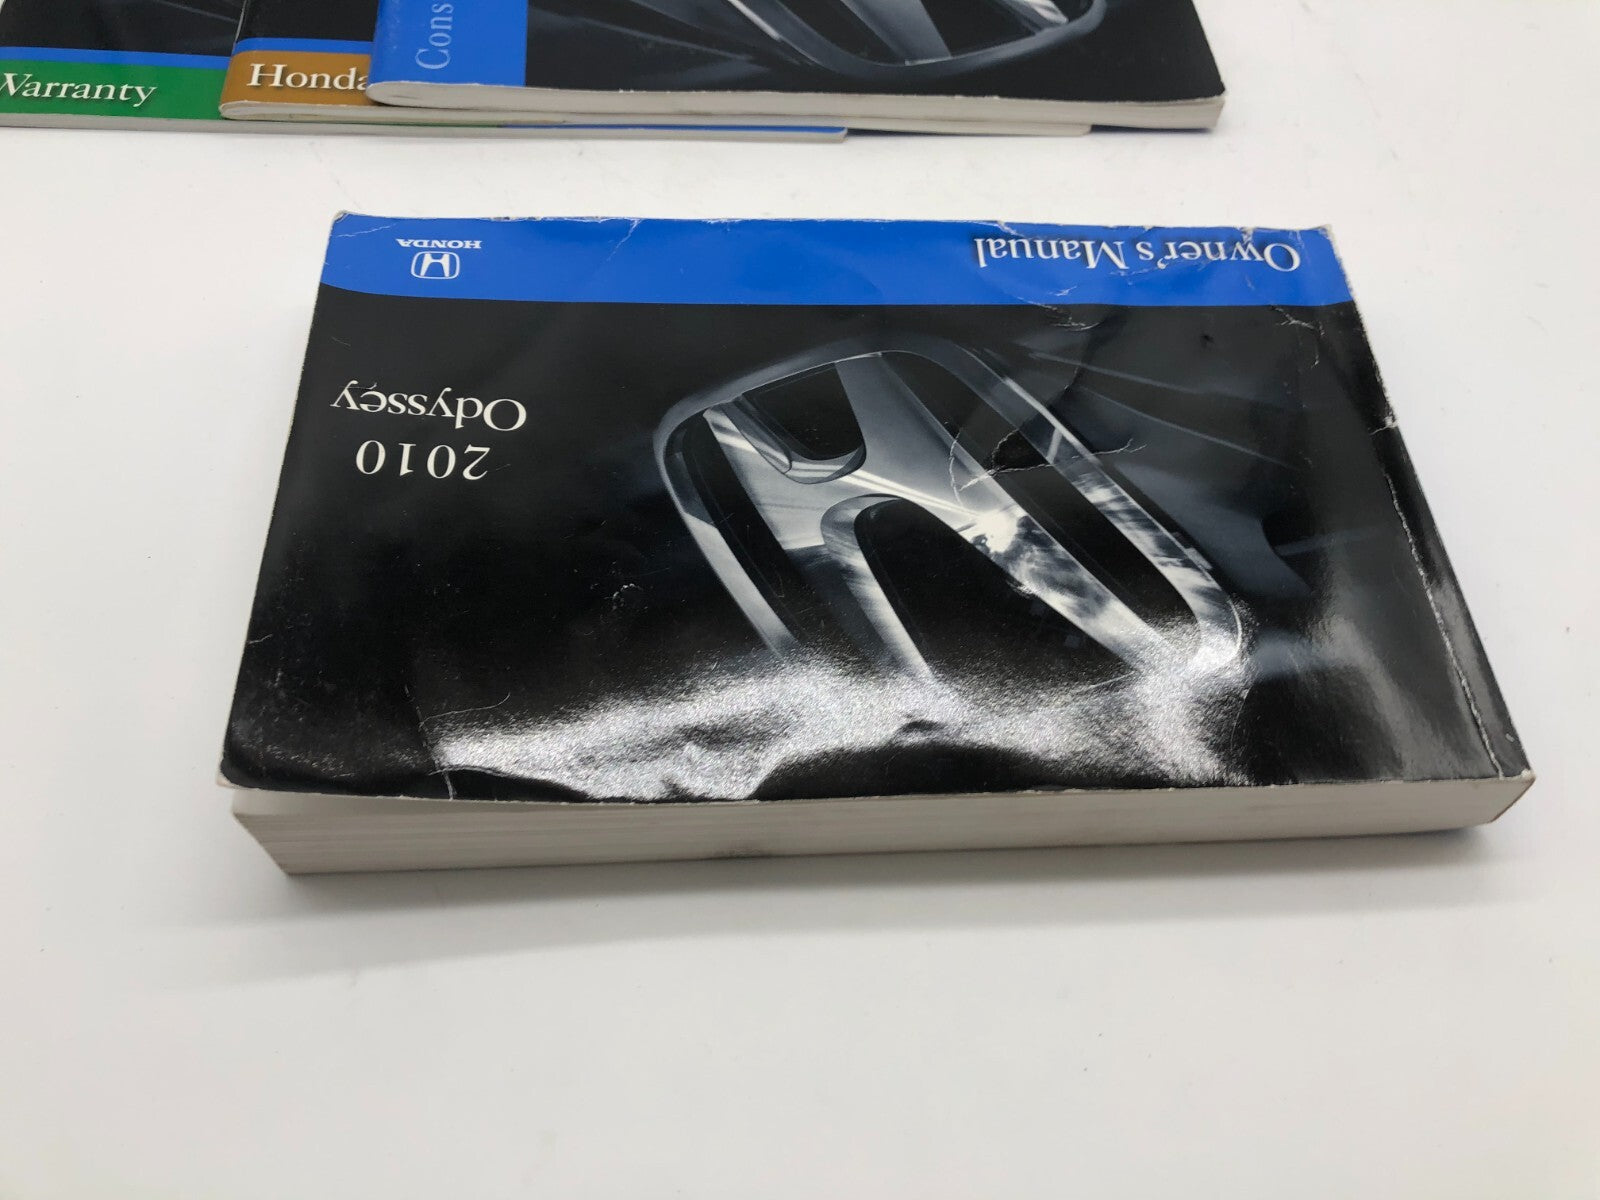 Warranty
Honda
Cons
Owner's Manual
HONDA
2010
Odyssey